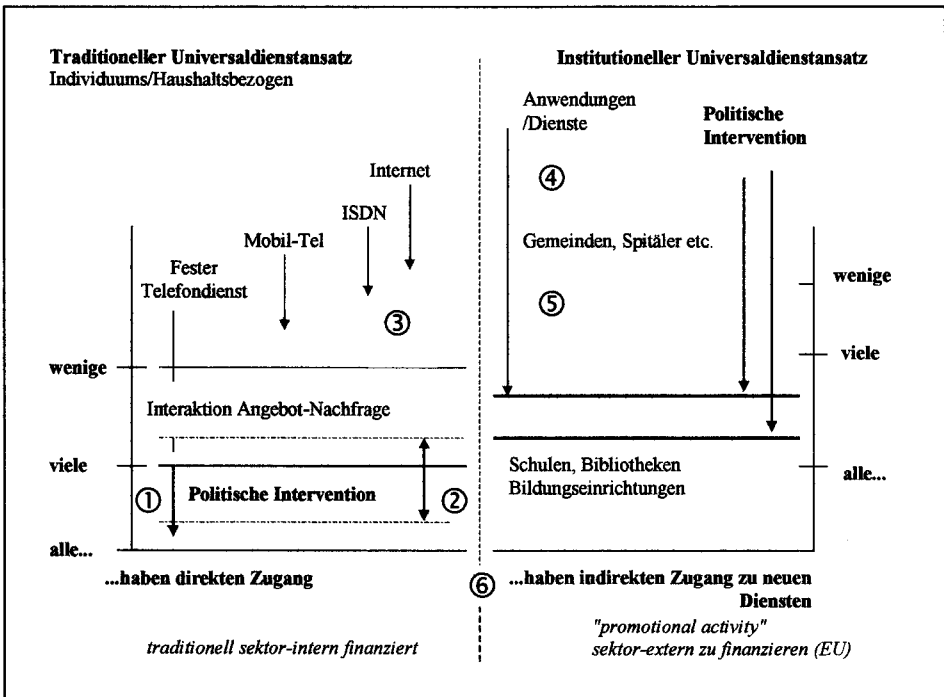 Traditioneller Universaldienstansatz
Individuums/Haushaltsbezogen
Internet
ISDN
Mobil-Tel
Fester
Telefondienst
③
wenige
Interaktion Angebot-Nachfrage
viele
①
Politische Intervention
②
alle...
...haben direkten Zugang
traditionell sektor-intern finanziert
⑥
Institutioneller Universaldienstansatz
Anwendungen
/Dienste
Politische
Intervention
④
Gemeinden, Spitäler etc.
⑤
wenige
viele
Schulen, Bibliotheken
Bildungseinrichtungen
alle...
...haben indirekten Zugang zu neuen
Diensten
"promotional activity"
sektor-extern zu finanzieren (EU)